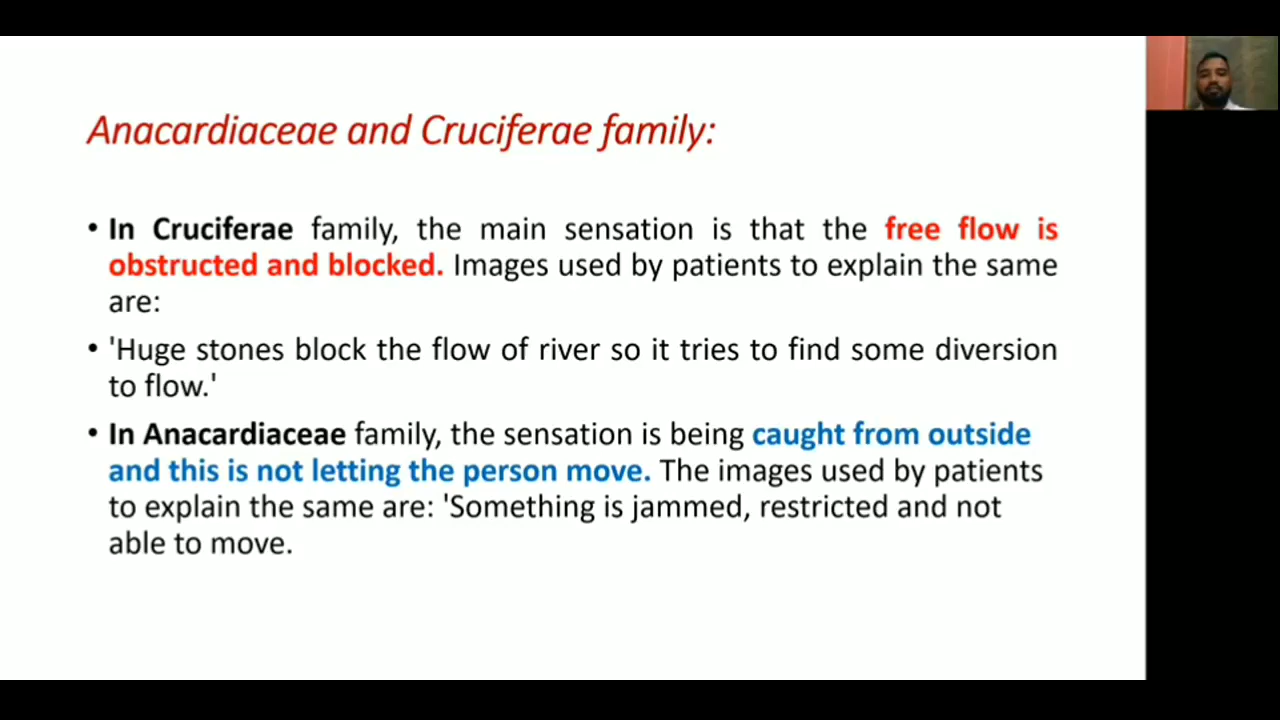 Anacardiaceae and Cruciferae family:
• In Cruciferae family, the main sensation is that the free flow is
obstructed and blocked. Images used by patients to explain the same
are:
• 'Huge stones block the flow of river so it tries to find some diversion
to flow.'
• In Anacardiaceae family, the sensation is being caught from outside
and this is not letting the person move. The images used by patients
to explain the same are: 'Something is jammed, restricted and not
able to move.